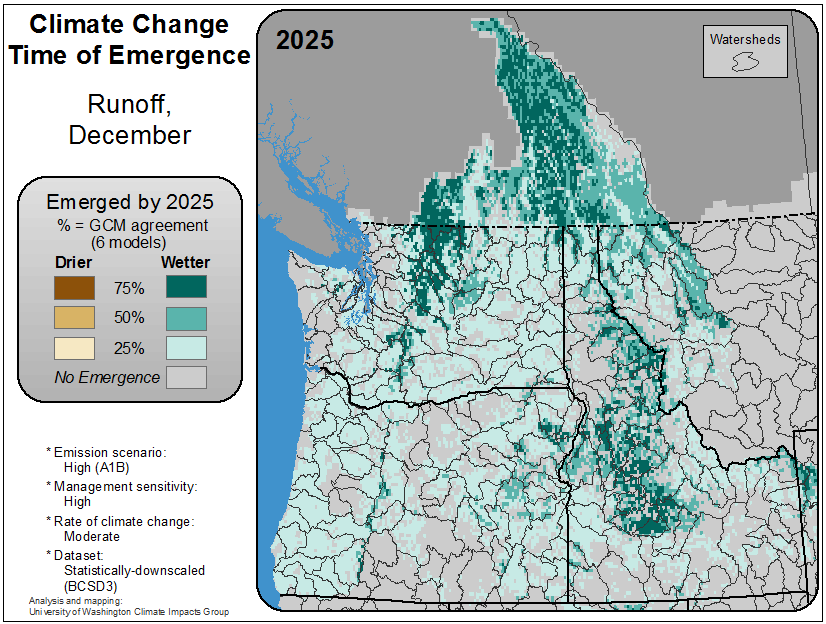 Climate Change
Time of Emergence
Runoff,
December
Emerged by 2025
% = GCM agreement
(6 models)
Drier Wetter
75%
50%
25%
No Emergence
* Emission scenario:
High (A1B)
* Management sensitivity:
High
* Rate of climate change:
Moderate
* Dataset:
Statistically-downscaled
(BCSD3)
Analysis and mapping:
University of Washington Climate Impacts Group
2025
Watersheds